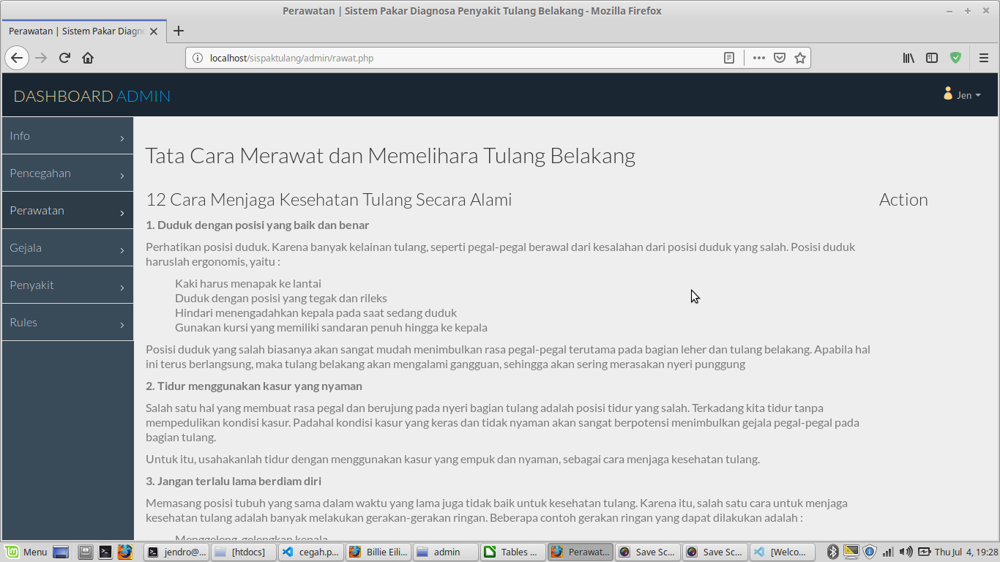 Perawatan | Sistem Pakar Diagnosa Penyakit Tulang Belakang - Mozilla Firefox
Perawatan | Sistem Pakar Diagno
localhost/sispaktulang/admin/rawat.php
DASHBOARD ADMIN
Jen
Info
Pencegahan
Perawatan
Gejala
Penyakit
Rules
Tata Cara Merawat dan Memelihara Tulang Belakang
12 Cara Menjaga Kesehatan Tulang Secara Alami
Action
1. Duduk dengan posisi yang baik dan benar
Perhatikan posisi duduk. Karena banyak kelainan tulang, seperti pegal-pegal berawal dari kesalahan dari posisi duduk yang salah. Posisi duduk
haruslah ergonomis, yaitu :
Kaki harus menapak ke lantai
Duduk dengan posisi yang tegak dan rileks
Hindari menengadahkan kepala pada saat sedang duduk
Gunakan kursi yang memiliki sandaran penuh hingga ke kepala
Posisi duduk yang salah biasanya akan sangat mudah menimbulkan rasa pegal-pegal terutama pada bagian leher dan tulang belakang. Apabila hal
ini terus berlangsung, maka tulang belakang akan mengalami gangguan, sehingga akan sering merasakan nyeri punggung
2. Tidur menggunakan kasur yang nyaman
Salah satu hal yang membuat rasa pegal dan berujung pada nyeri bagian tulang adalah posisi tidur yang salah. Terkadang kita tidur tanpa
mempedulikan kondisi kasur. Padahal kondisi kasur yang keras dan tidak nyaman akan sangat berpotensi menimbulkan gejala pegal-pegal pada
bagian tulang.
Untuk itu, usahakanlah tidur dengan menggunakan kasur yang empuk dan nyaman, sebagai cara menjaga kesehatan tulang.
3. Jangan terlalu lama berdiam diri
Memasang posisi tubuh yang sama dalam waktu yang lama juga tidak baik untuk kesehatan tulang. Karena itu, salah satu cara untuk menjaga
kesehatan tulang adalah banyak melakukan gerakan-gerakan ringan. Beberapa contoh gerakan ringan yang dapat dilakukan adalah :
Menggeleng-gelengkan kepala
Menu
jendro@...
[htdocs]
cegah.p...
Billie Eili...
admin
Tables ...
Perawat...
Save Sc...
Save Sc...
[Welco...
Thu Jul 4, 19:28